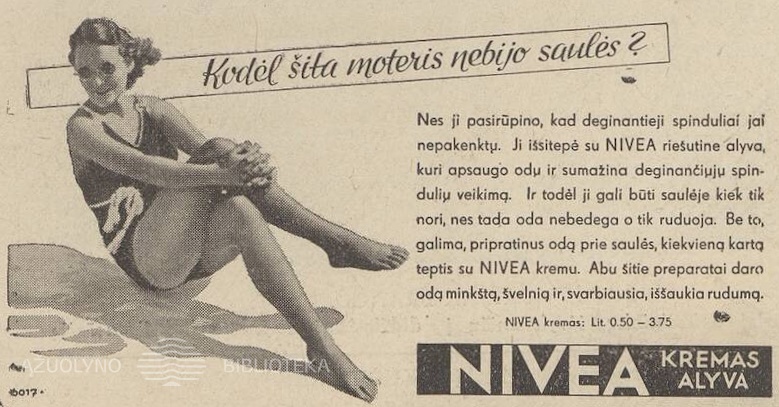 Kodėl šita moteris nebijo saulės?
Nes ji pasirūpino, kad deginantieji spinduliai jai
nepakenktų. Ji išsitepė su NIVEA riešutine alyva,
kuri apsaugo odų ir sumažina deginančiųjų spin-
dulių veikimą. Ir todėl ji gali būti saulėje kiek tik
nori, nes tada oda nebedega o tik ruduoja. Be to,
galima, pripratinus odą prie saulės, kiekvieną kartą
teptis su NIVEA kremu. Abu šitie preparatai daro
odą minkštą, švelnią ir, svarbiausia, iššaukia rudumą.
NIVEA kremas: Lit. 0.50 – 3.75
NIVEA KREMAS
ALYVA
AZUOLYNO BIBLIOTEKA
6017